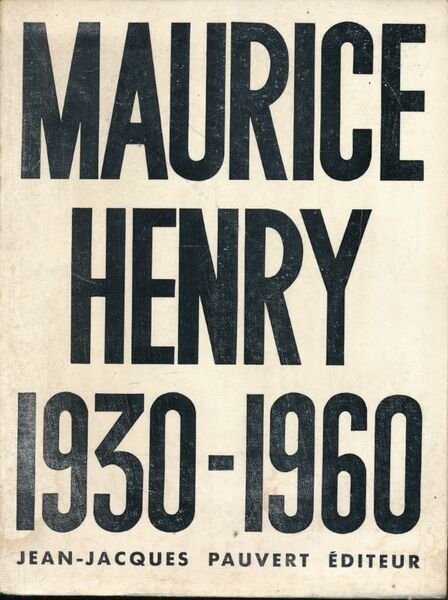 MAURICE
HENRY
1930-1960
JEAN-JACQUES PAUVERT ÉDITEUR